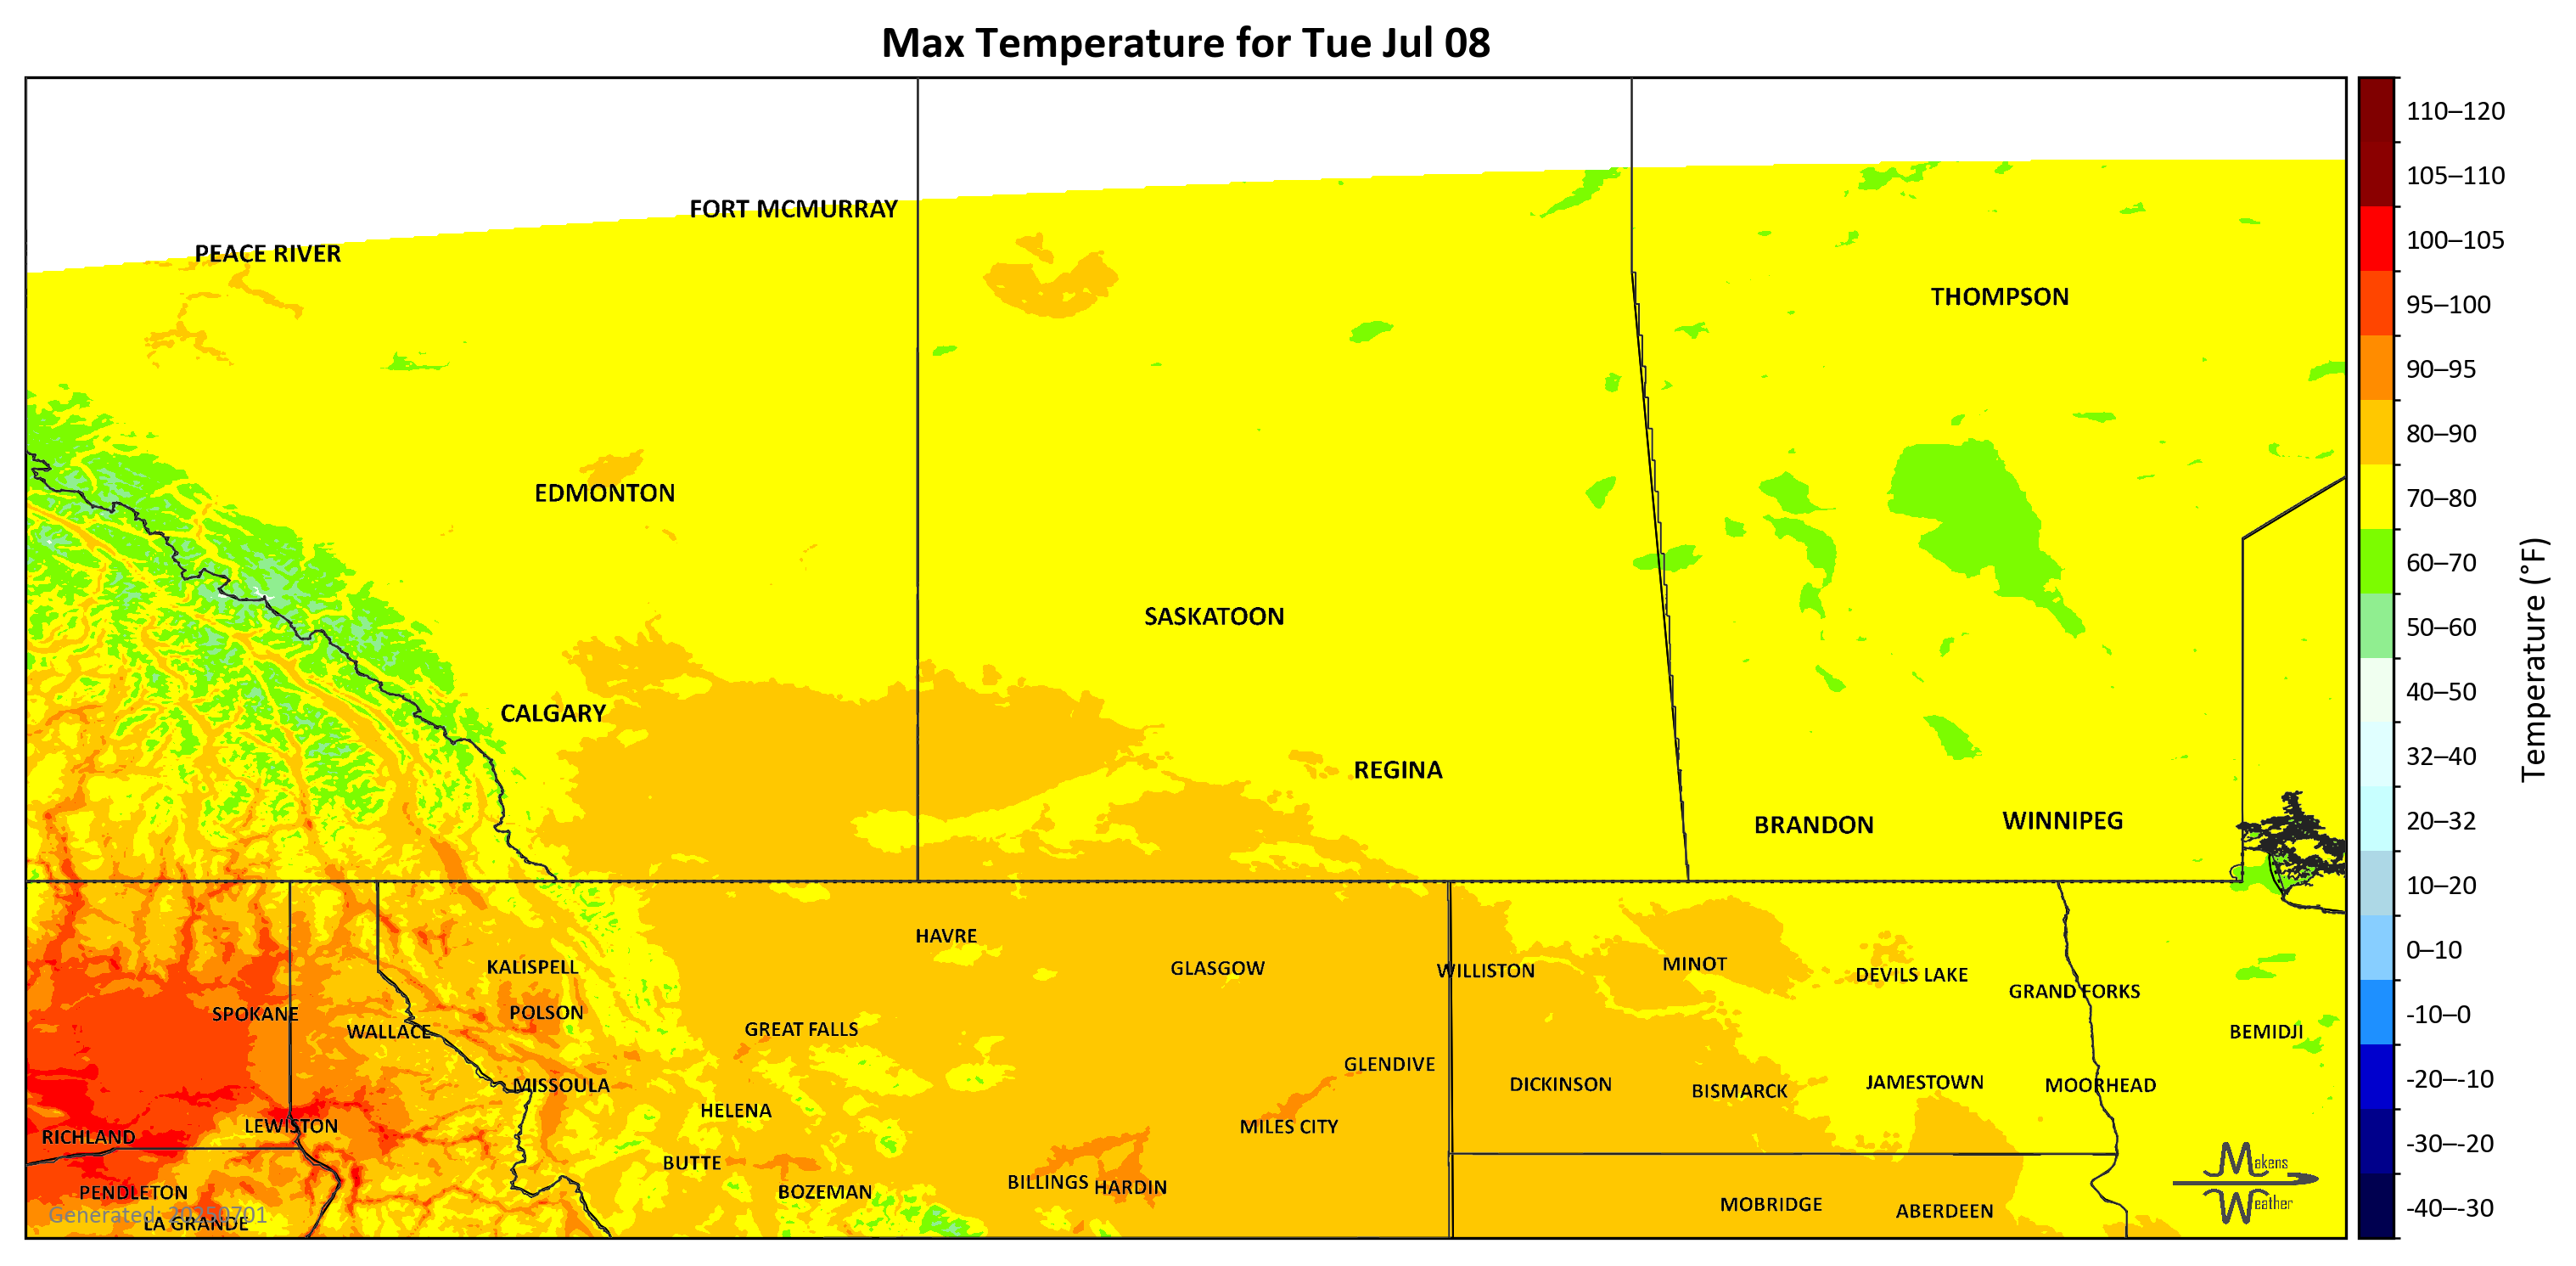 Max Temperature for Tue Jul 08
110–120
105–110
FORT MCMURRAY
100–105
PEACE RIVER
THOMPSON
95–100
90–95
80–90
EDMONTON
70–80
60–70
SASKATOON
50–60
Temperature (°F)
40–50
CALGARY
32–40
REGINA
20–32
BRANDON
WINNIPEG
10–20
HAVRE
0–10
KALISPELL
GLASGOW
WILLISTON
MINOT
DEVILS LAKE
GRAND FORKS
SPOKANE
POLSON
-10–0
WALLACE
GREAT FALLS
BEMIDJI
GLENDIVE
-20–-10
MISSOULA
DICKINSON
BISMARCK
JAMESTOWN
MOORHEAD
HELENA
LEWISTON
MILES CITY
RICHLAND
-30–-20
BUTTE
Makens
PENDLETON
BOZEMAN
BILLINGS
HARDIN
MOBRIDGE
ABERDEEN
Weather
-40–-30
Generated: 20250701
LA GRANDE